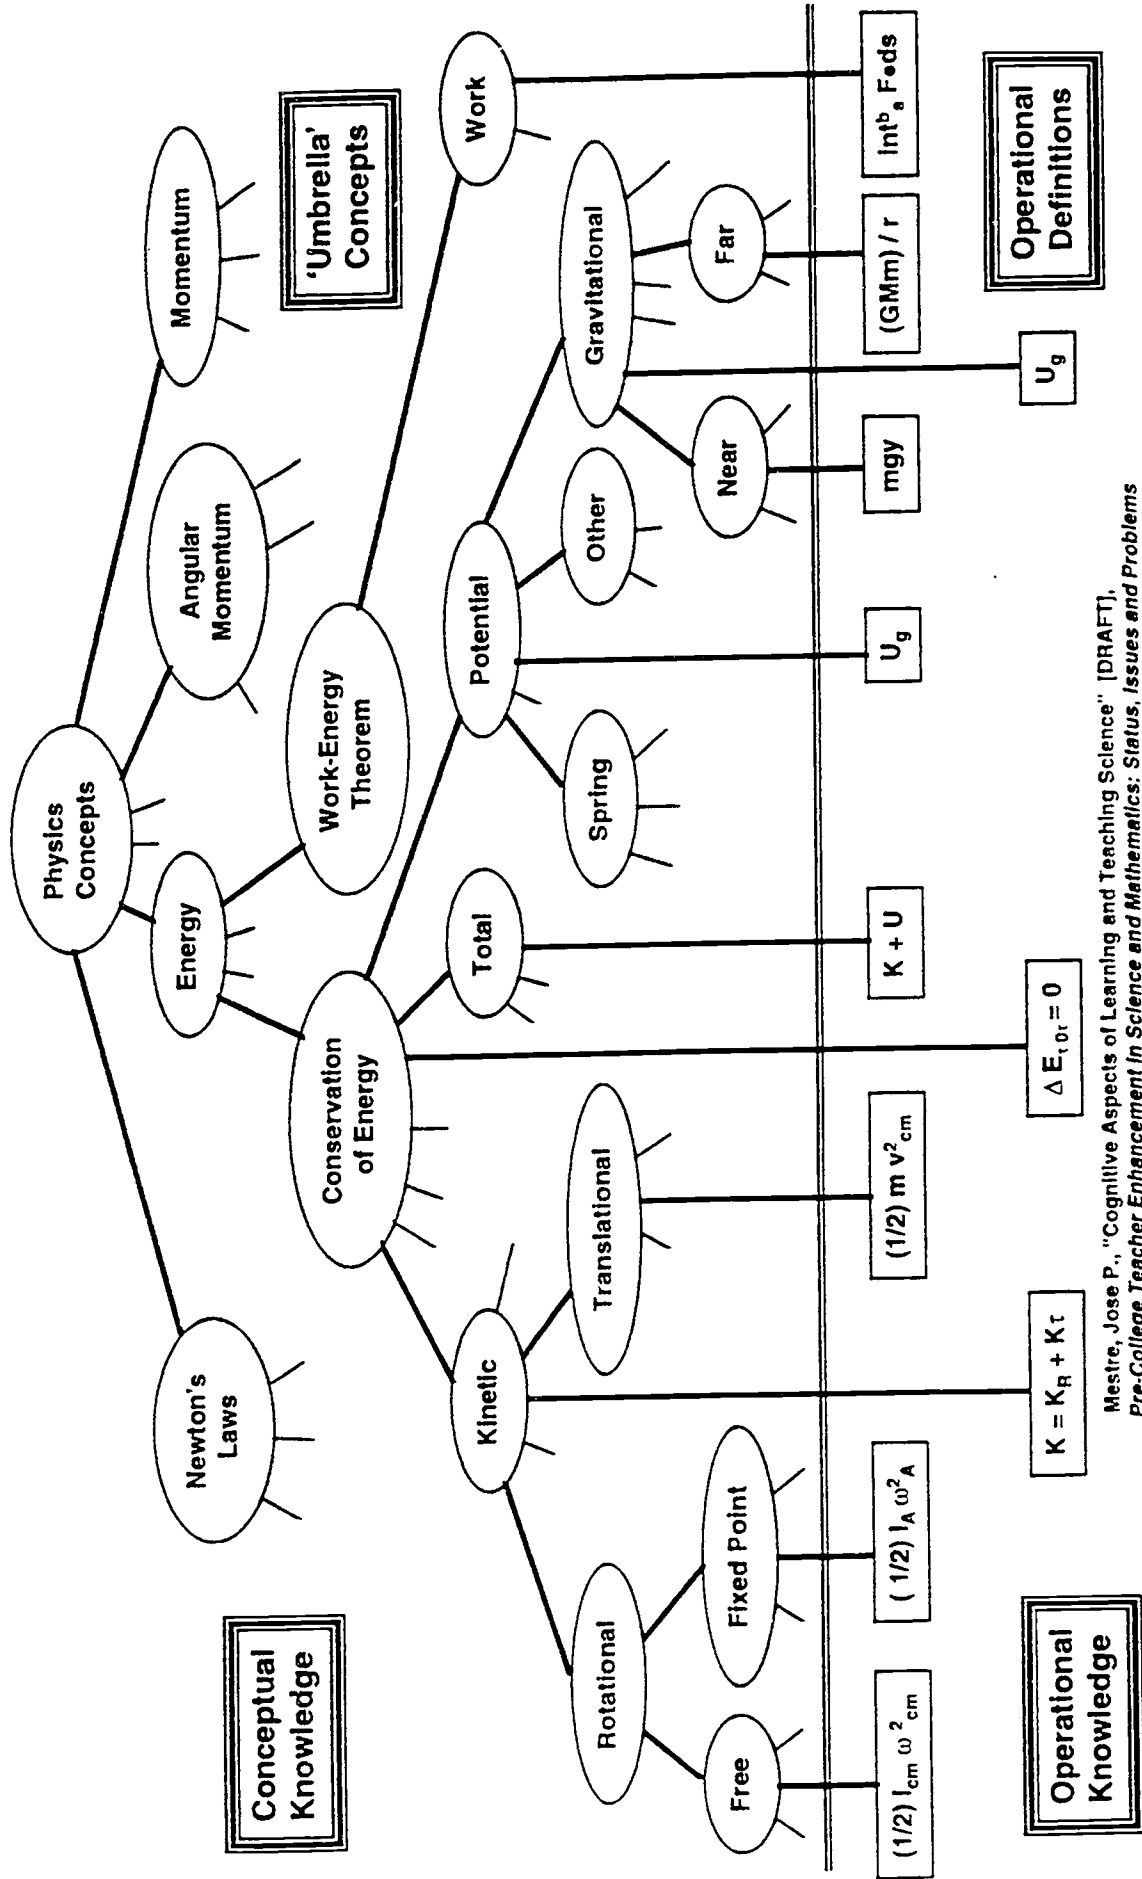 Physics
Concepts
Newton's
Laws
Energy
Angular
Momentum
Momentum
Conceptual
Knowledge
'Umbrella'
Concepts
Conservation
of Energy
Work-Energy
Theorem
Kinetic
Total
Potential
Work
Rotational
Translational
Spring
Other
Gravitational
Free
Fixed Point
Near
Far
(1/2) I_cm ω²_cm
(1/2) I_A ω²_A
(1/2) m v²_cm
K + U
U_g
mgy
(GMm) / r
Int^b_a F•ds
K = K_R + Kτ
Δ E_τoτ = 0
U_g
Operational
Knowledge
Operational
Definitions
Mestre, Jose P., "Cognitive Aspects of Learning and Teaching Science" [DRAFT],
Pre-College Teacher Enhancement in Science and Mathematics: Status, Issues and Problems